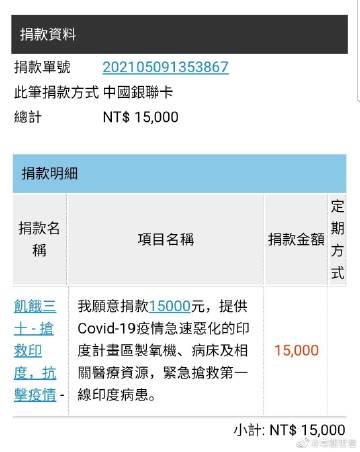 捐款資料
捐款單號 202105091353867
此筆捐款方式 中國銀聯卡
總計 NT$ 15,000
捐款明細
捐款名稱 項目名稱 捐款金額 定期方式
飢餓三十 - 搶救印度，抗擊疫情 -
我願意捐款15000元，提供
Covid-19疫情急速惡化的印
度計畫區製氧機、病床及相
關醫療資源，緊急搶救第一
線印度病患。
15,000
小計: NT$ 15,000